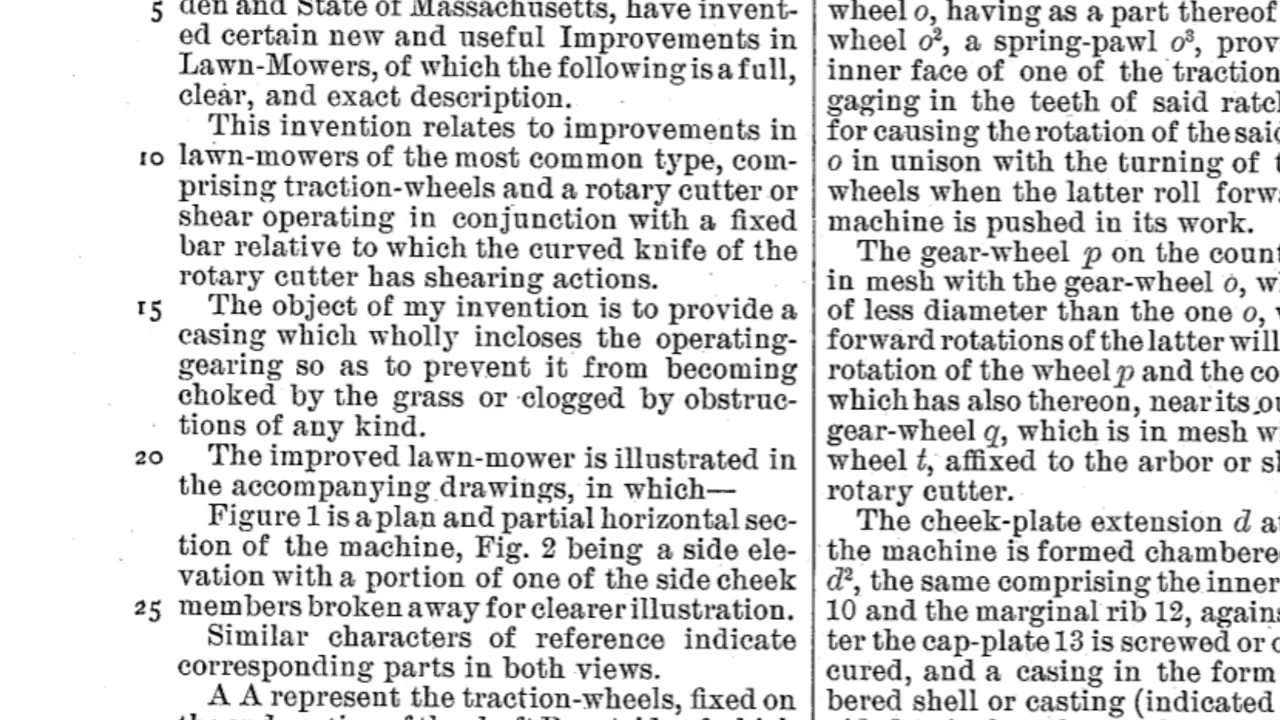 5 den and State of Massachusetts, have invent-
ed certain new and useful Improvements in
Lawn-Mowers, of which the following is a full,
clear, and exact description.
This invention relates to improvements in
10 lawn-mowers of the most common type, com-
prising traction-wheels and a rotary cutter or
shear operating in conjunction with a fixed
bar relative to which the curved knife of the
rotary cutter has shearing actions.
15 The object of my invention is to provide a
casing which wholly incloses the operating-
gearing so as to prevent it from becoming
choked by the grass or clogged by obstruc-
tions of any kind.
20 The improved lawn-mower is illustrated in
the accompanying drawings, in which—
Figure 1 is a plan and partial horizontal sec-
tion of the machine, Fig. 2 being a side ele-
vation with a portion of one of the side cheek
25 members broken away for clearer illustration.
Similar characters of reference indicate
corresponding parts in both views.
A A represent the traction-wheels, fixed on
wheel o, having as a part thereof
wheel o², a spring-pawl o³, prov
inner face of one of the traction
gaging in the teeth of said ratc
for causing the rotation of the said
o in unison with the turning of
wheels when the latter roll forw
machine is pushed in its work.
The gear-wheel p on the coun
in mesh with the gear-wheel o, w
of less diameter than the one o,
forward rotations of the latter will
rotation of the wheel p and the co
which has also thereon, near its ou
gear-wheel q, which is in mesh w
wheel t, affixed to the arbor or s
rotary cutter.
The cheek-plate extension d a
the machine is formed chambere
d², the same comprising the inner
10 and the marginal rib 12, agains
ter the cap-plate 13 is screwed or
cured, and a casing in the form
bered shell or casting (indicated